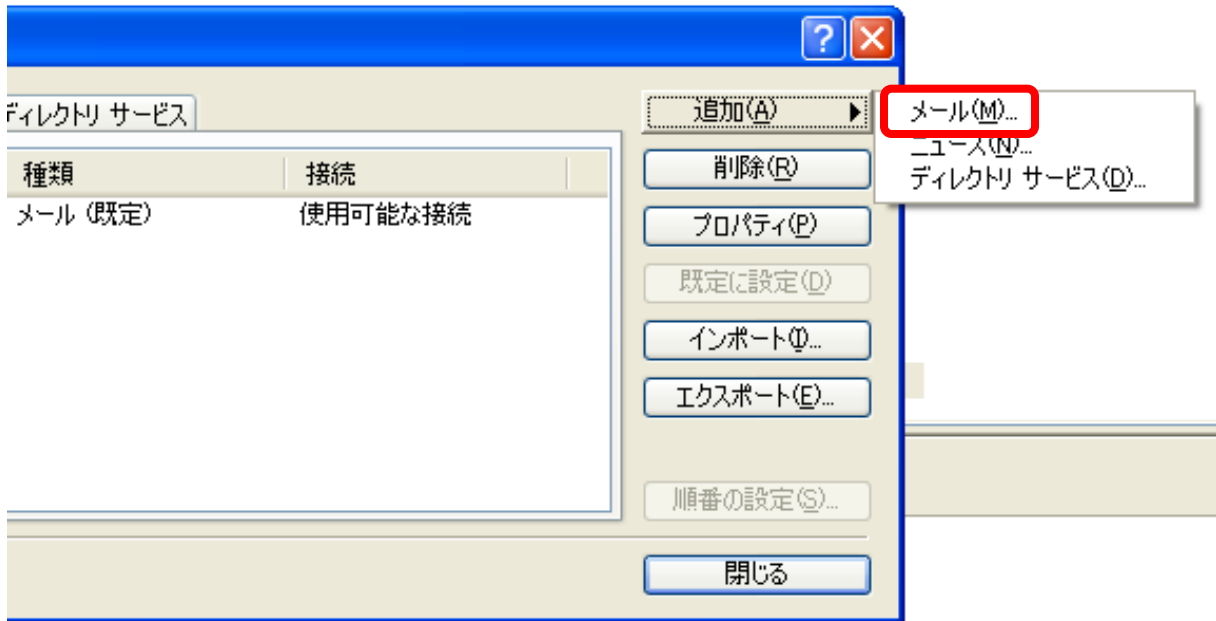 ディレクトリ サービス
種類 接続
メール (既定) 使用可能な接続
追加(A)
削除(R)
プロパティ(P)
既定に設定(D)
インポート(I)...
エクスポート(E)...
順番の設定(S)...
閉じる
メール(M)...
ニュース(N)...
ディレクトリ サービス(D)...